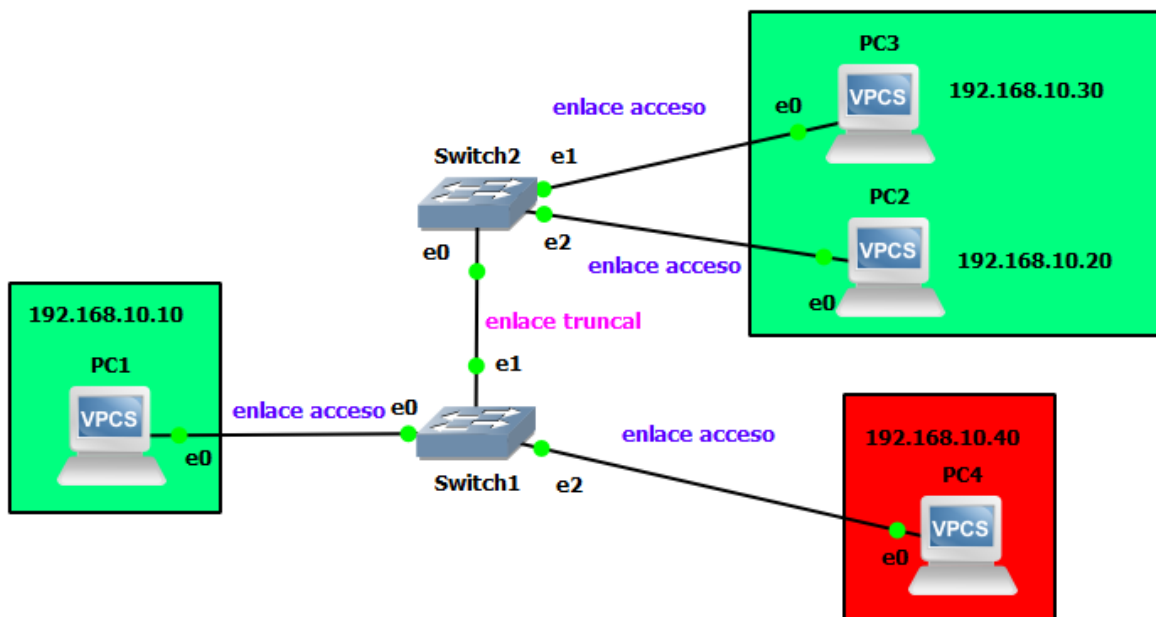 PC3
192.168.10.30
VPCS
e0
enlace acceso
Switch2
e1
PC2
e2
e0
VPCS
192.168.10.20
enlace acceso
e0
192.168.10.10
enlace truncal
PC1
e1
VPCS
enlace acceso
e0
e0
Switch1
e2
enlace acceso
192.168.10.40
PC4
VPCS
e0